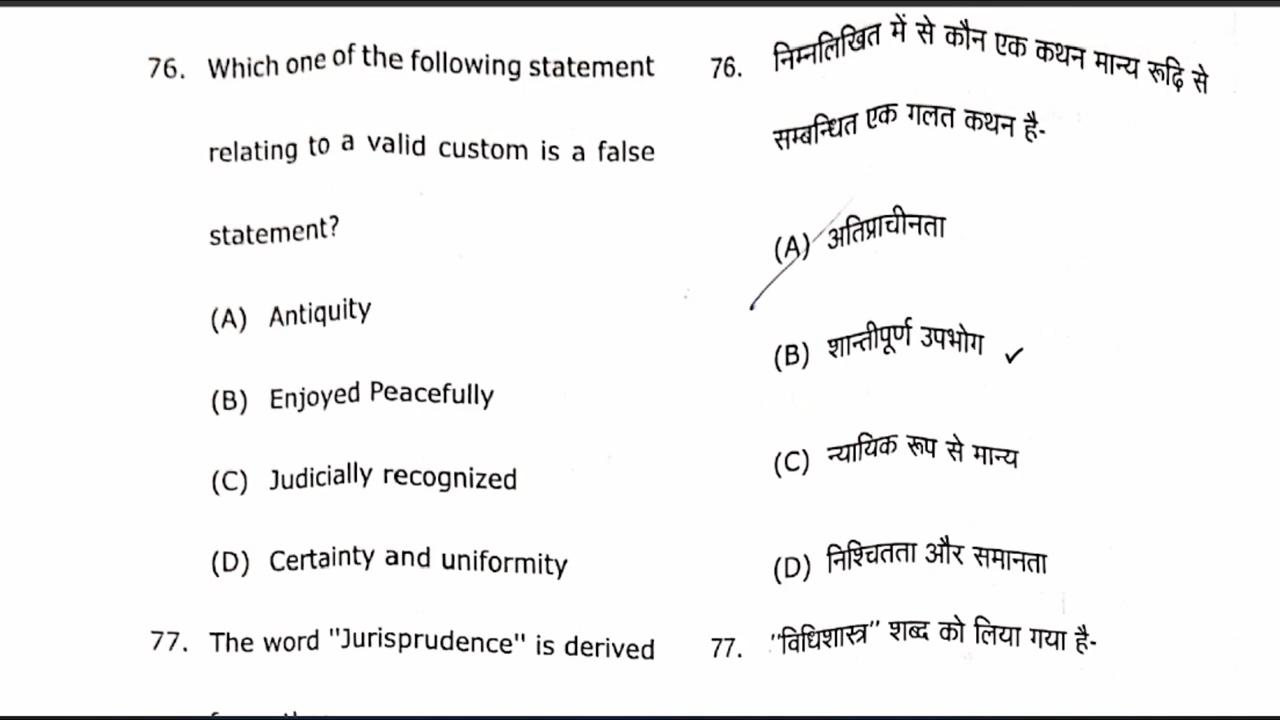 76. Which one of the following statement
relating to a valid custom is a false
statement?
(A) Antiquity
(B) Enjoyed Peacefully
(C) Judicially recognized
(D) Certainty and uniformity
77. The word "Jurisprudence" is derived
76. निम्नलिखित में से कौन एक कथन मान्य रूढ़ि से
सम्बन्धित एक गलत कथन है-
(A) अतिप्राचीनता
(B) शान्तीपूर्ण उपभोग ✓
(C) न्यायिक रूप से मान्य
(D) निश्चितता और समानता
77. "विधिशास्त्र" शब्द को लिया गया है-